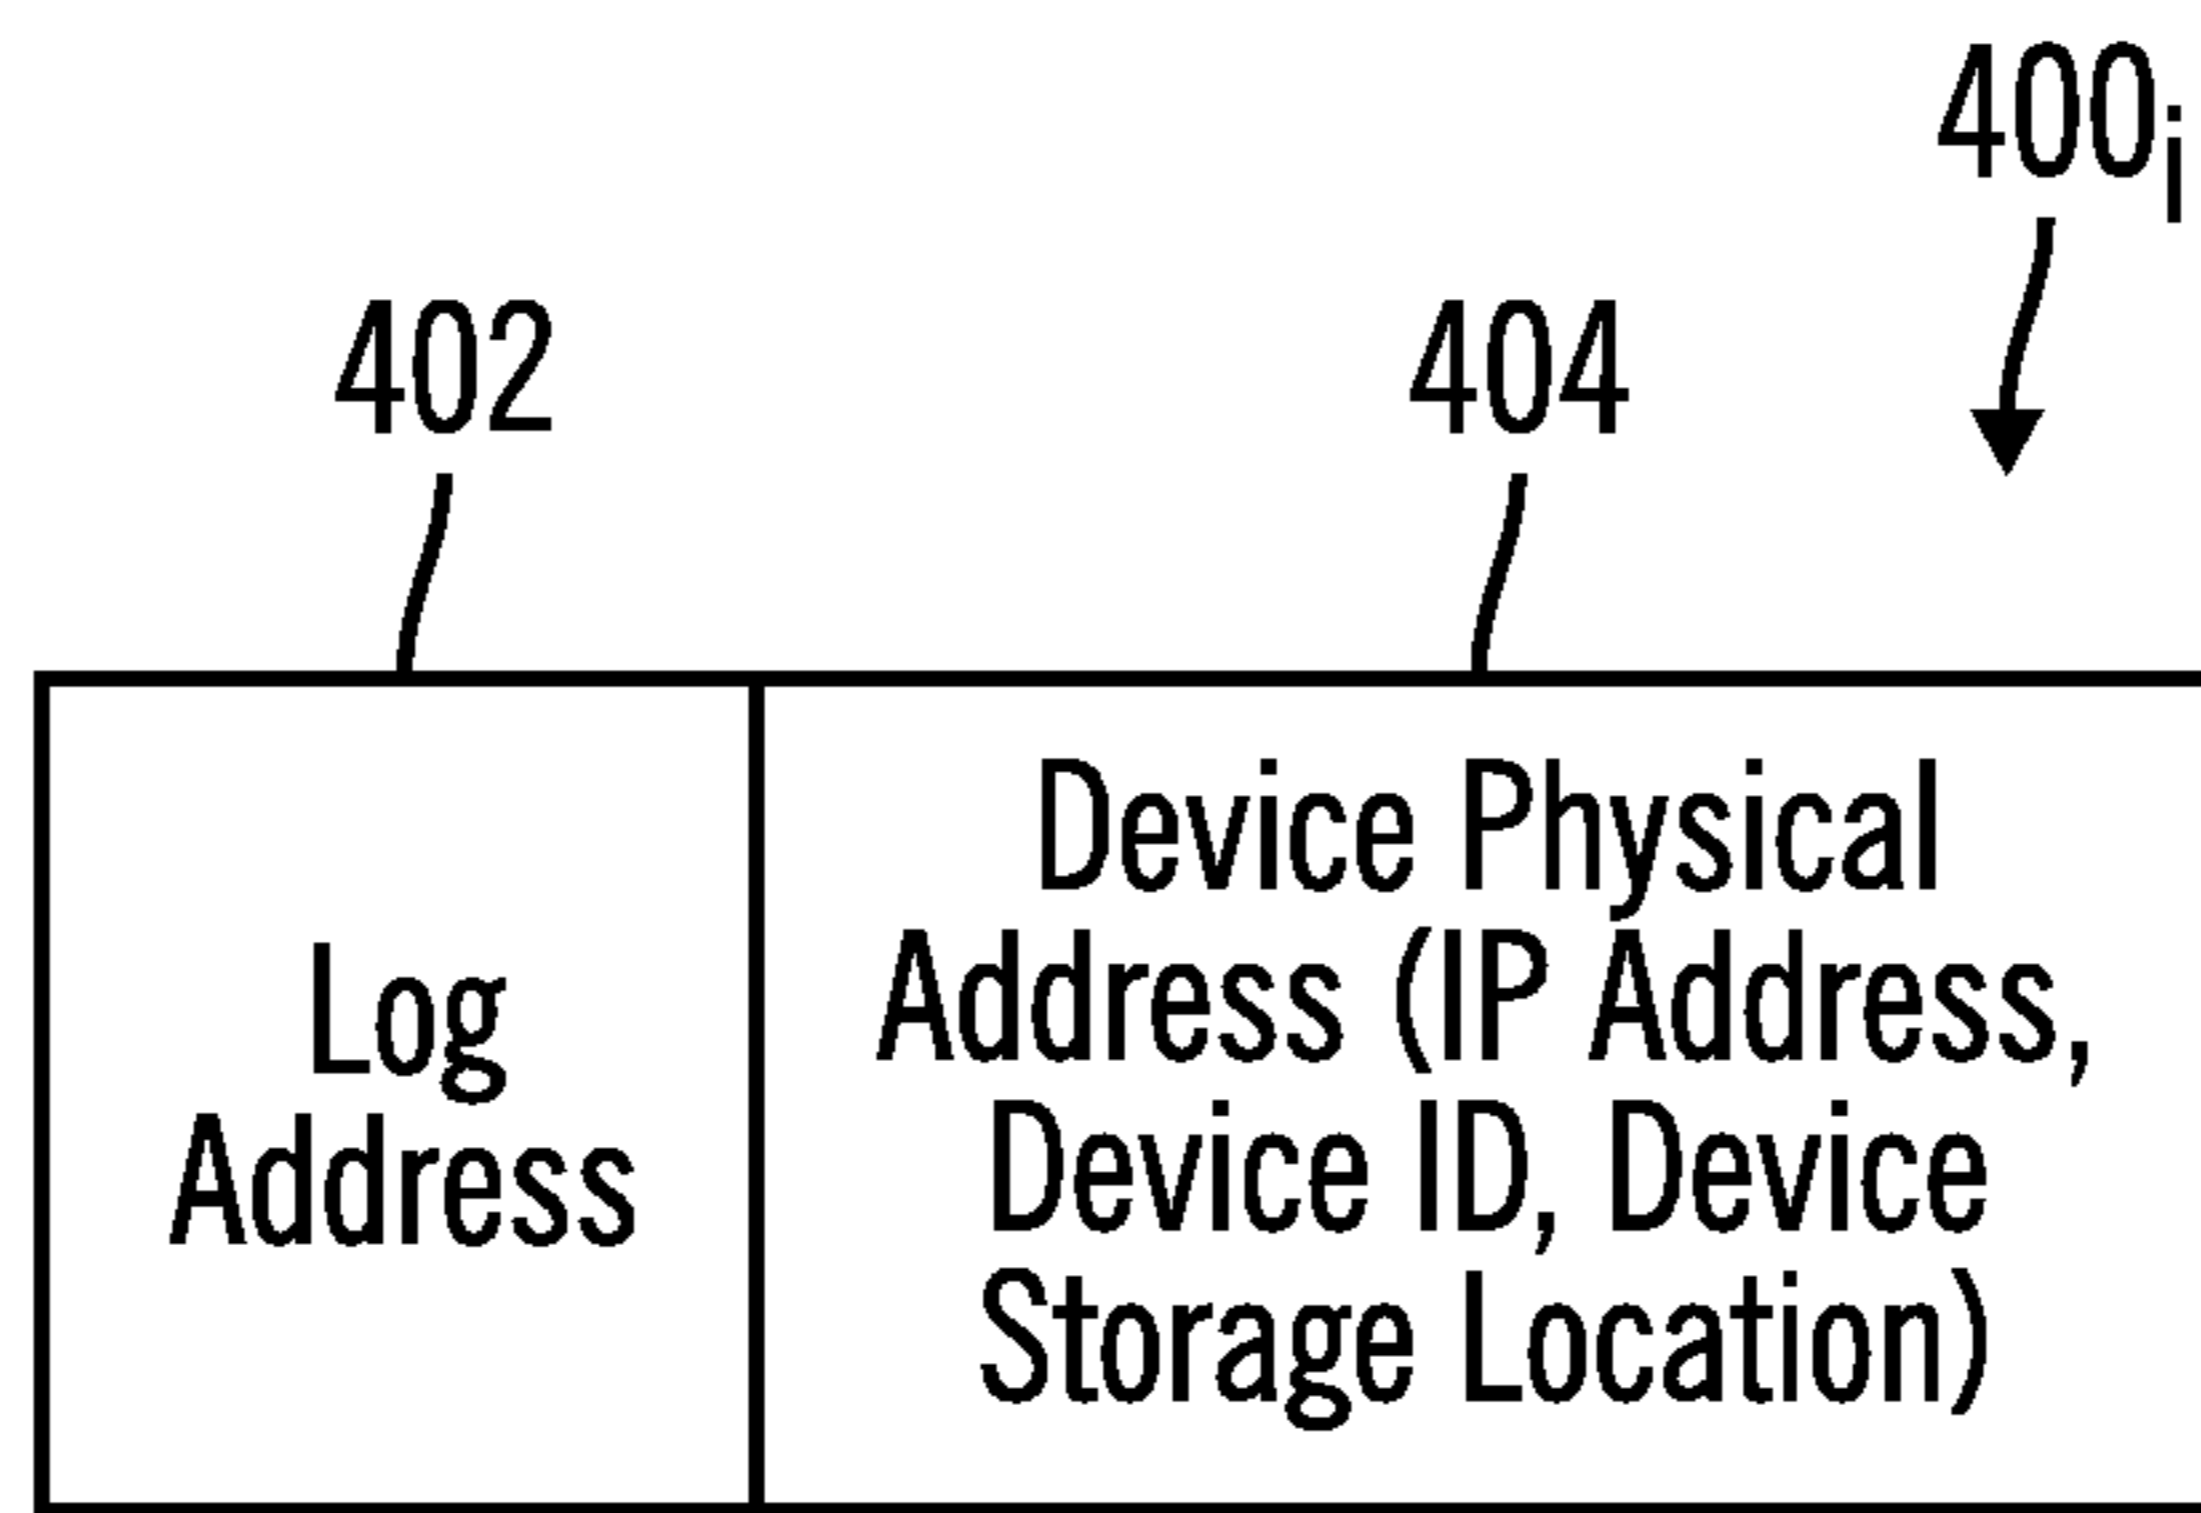 400i
402
404
Log
Address
Device Physical
Address (IP Address,
Device ID, Device
Storage Location)